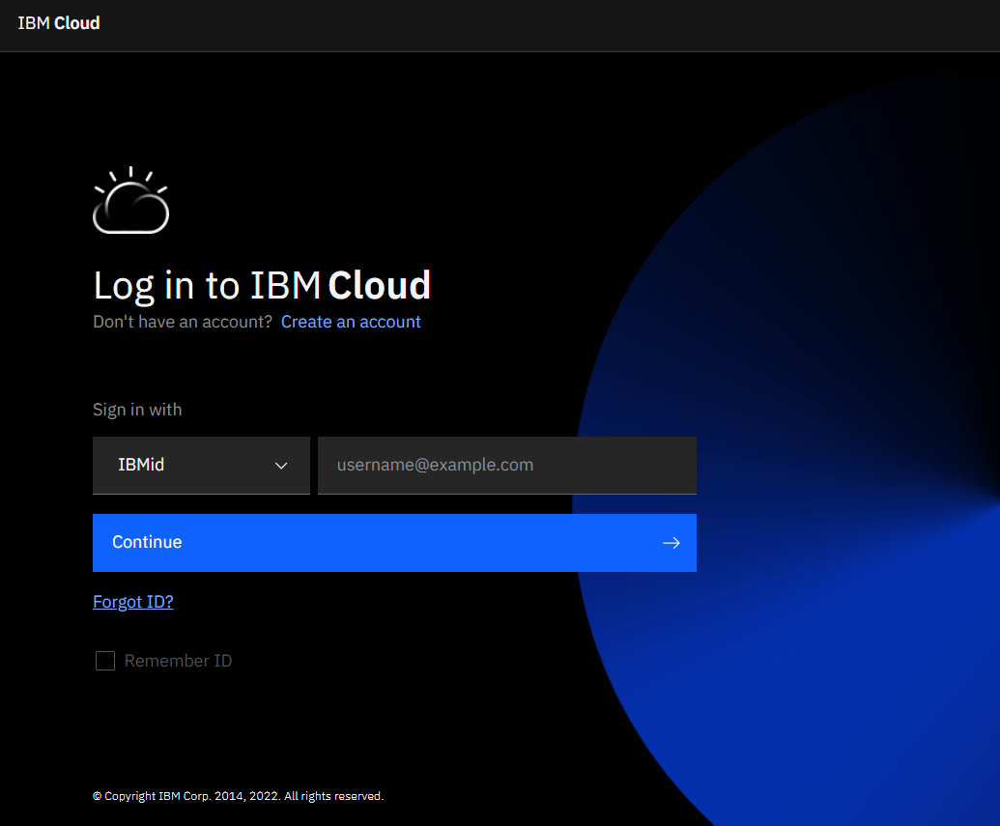 IBM Cloud
Log in to IBM Cloud
Don't have an account? Create an account
Sign in with
IBMid username@example.com
Continue
Forgot ID?
Remember ID
© Copyright IBM Corp. 2014, 2022. All rights reserved.